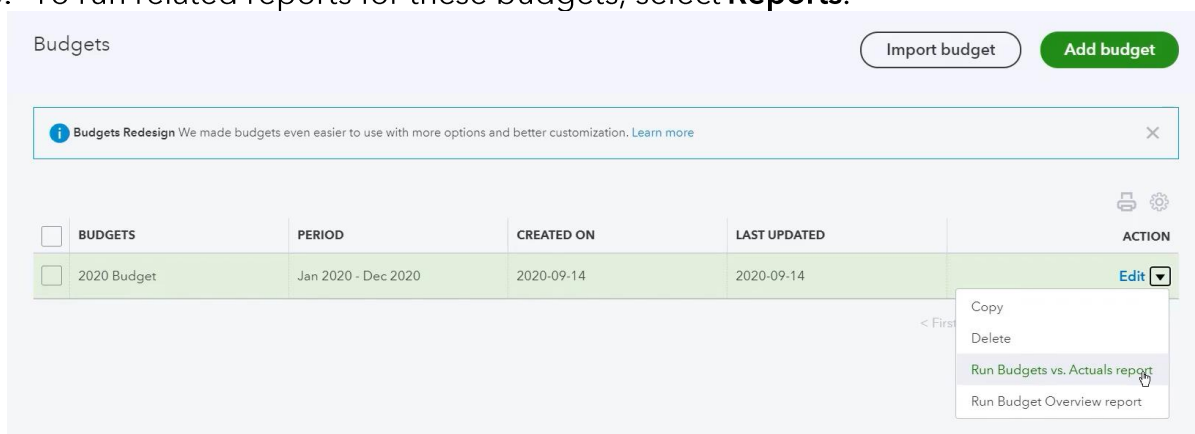 To run related reports for these budgets, select Reports.
Budgets
Import budget
Add budget
Budgets Redesign We made budgets even easier to use with more options and better customization. Learn more
BUDGETS PERIOD CREATED ON LAST UPDATED ACTION
2020 Budget Jan 2020 - Dec 2020 2020-09-14 2020-09-14 Edit
Copy
< First
Delete
Run Budgets vs. Actuals report
Run Budget Overview report